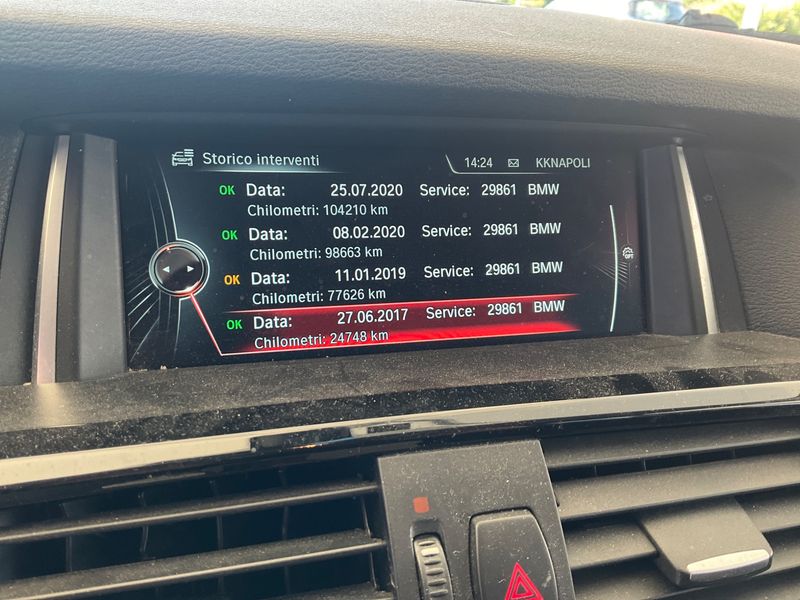 Storico interventi 14:24 KKNAPOLI
OK Data: 25.07.2020 Service: 29861 BMW
Chilometri: 104210 km
OK Data: 08.02.2020 Service: 29861 BMW
Chilometri: 98663 km
OK Data: 11.01.2019 Service: 29861 BMW
Chilometri: 77626 km
OK Data: 27.06.2017 Service: 29861 BMW
Chilometri: 24748 km
OPT